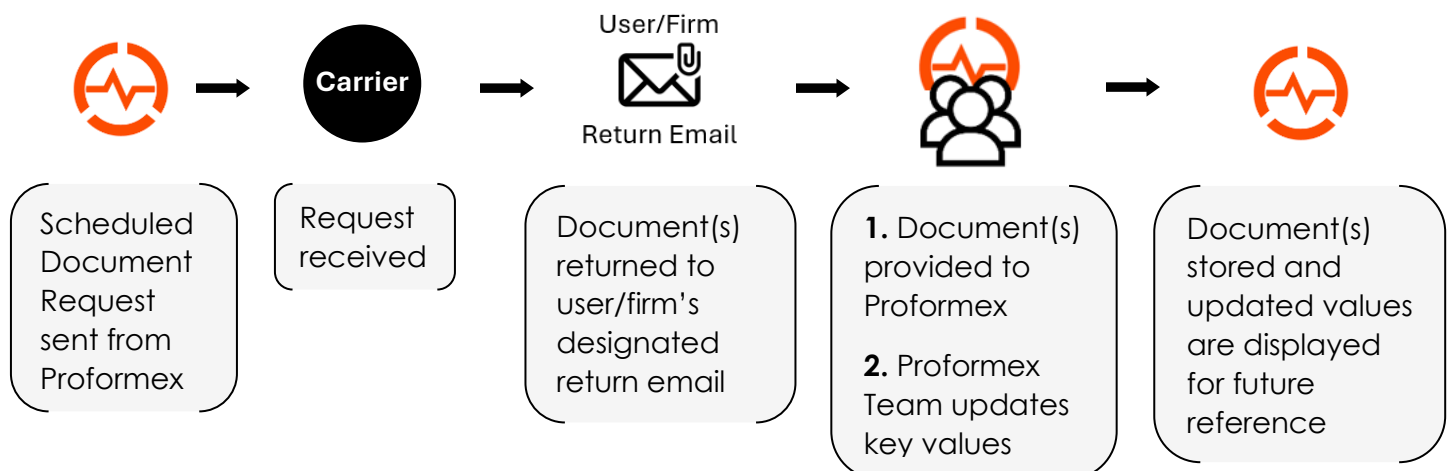 Carrier
User/Firm
Return Email
Scheduled
Document
Request
sent from
Proformex
Request
received
Document(s)
returned to
user/firm’s
designated
return email
1. Document(s)
provided to
Proformex
2. Proformex
Team updates
key values
Document(s)
stored and
updated values
are displayed
for future
reference